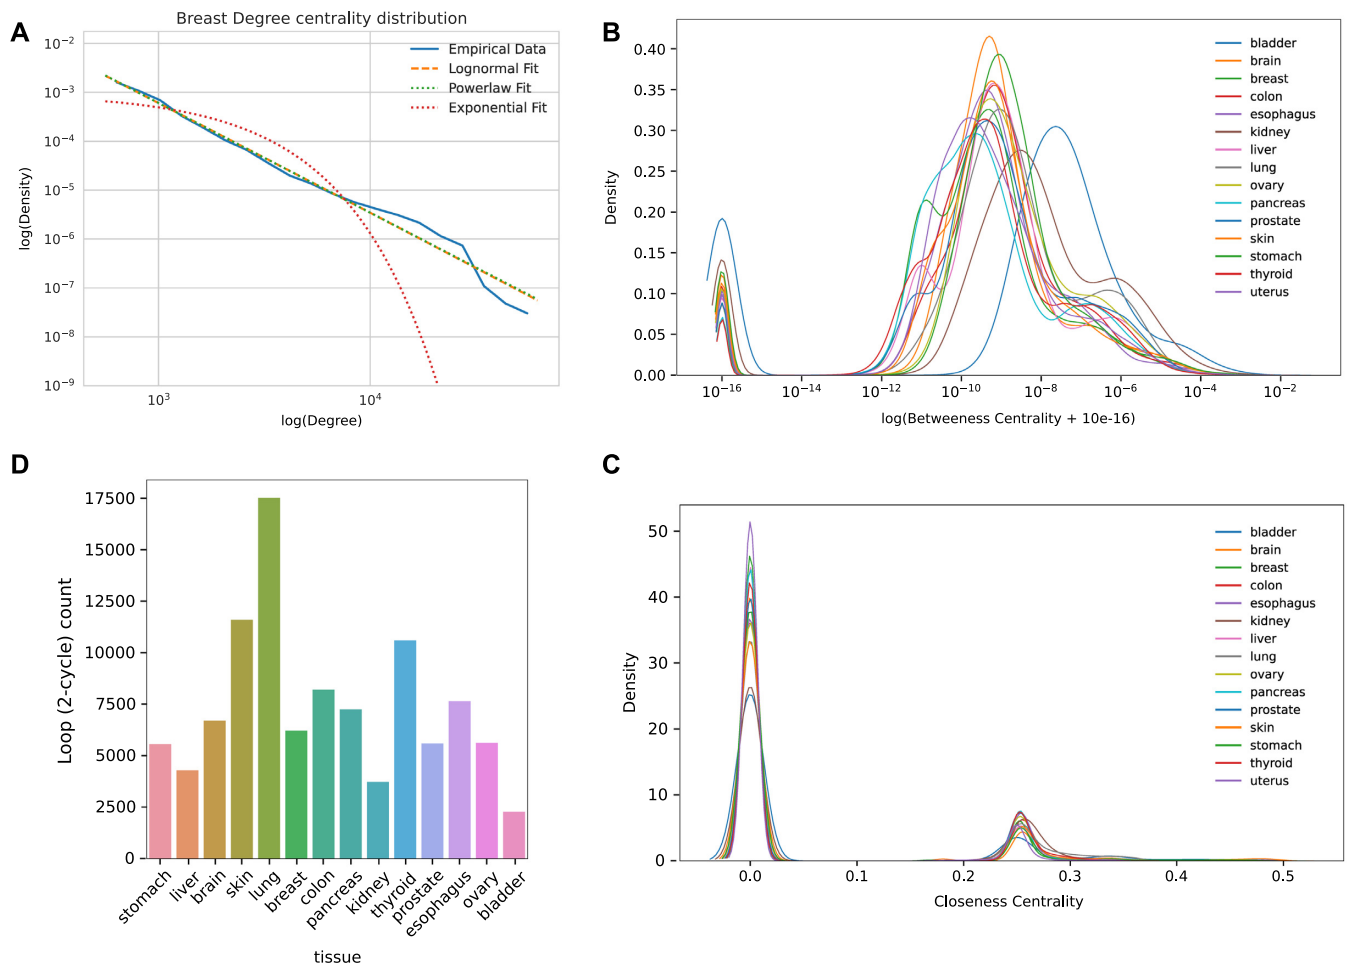 A
Breast Degree centrality distribution
log(Density)
10⁻²
10⁻³
10⁻⁴
10⁻⁵
10⁻⁶
10⁻⁷
10⁻⁸
10⁻⁹
Empirical Data
Lognormal Fit
Powerlaw Fit
Exponential Fit
10³
10⁴
log(Degree)
B
Density
0.40
0.35
0.30
0.25
0.20
0.15
0.10
0.05
0.00
bladder
brain
breast
colon
esophagus
kidney
liver
lung
ovary
pancreas
prostate
skin
stomach
thyroid
uterus
10⁻¹⁶
10⁻¹⁴
10⁻¹²
10⁻¹⁰
10⁻⁸
10⁻⁶
10⁻⁴
10⁻²
log(Betweeness Centrality + 10e-16)
D
Loop (2-cycle) count
17500
15000
12500
10000
7500
5000
2500
0
stomach
liver
brain
skin
lung
breast
colon
pancreas
kidney
thyroid
prostate
esophagus
ovary
bladder
tissue
C
Density
50
40
30
20
10
0
bladder
brain
breast
colon
esophagus
kidney
liver
lung
ovary
pancreas
prostate
skin
stomach
thyroid
uterus
0.0
0.1
0.2
0.3
0.4
0.5
Closeness Centrality